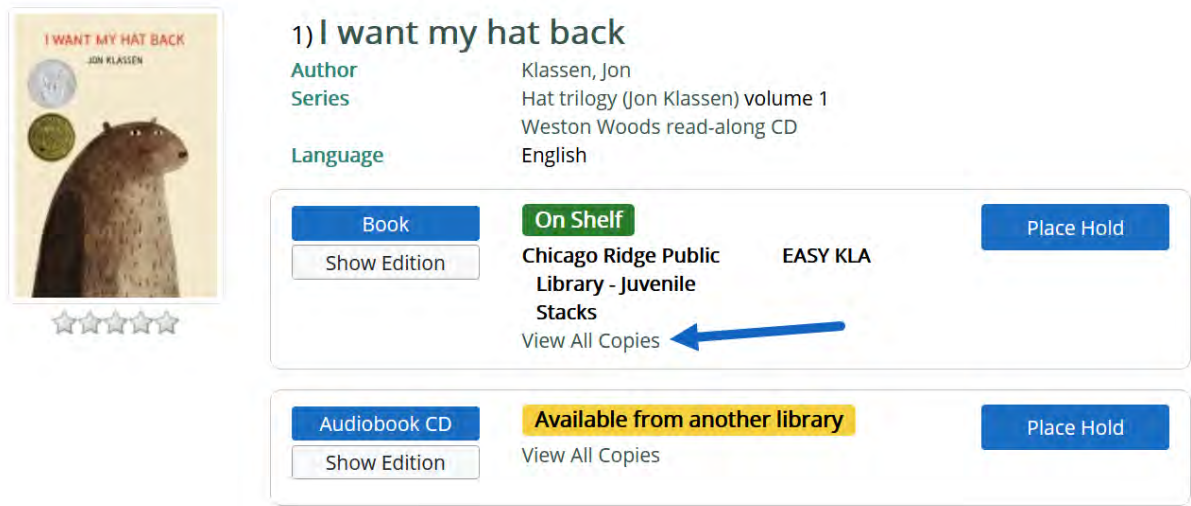 I WANT MY HAT BACK
JON KLASSEN
1) I want my hat back
Author Klassen, Jon
Series Hat trilogy (Jon Klassen) volume 1
Weston Woods read-along CD
Language English
Book
Show Edition
On Shelf
Chicago Ridge Public
Library - Juvenile
Stacks
EASY KLA
View All Copies
Place Hold
Audiobook CD
Show Edition
Available from another library
View All Copies
Place Hold